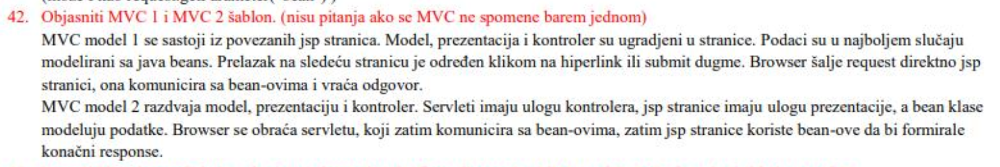 42. Objasniti MVC 1 i MVC 2 šablon. (nisu pitanja ako se MVC ne spomene barem jednom)
MVC model 1 se sastoji iz povezanih jsp stranica. Model, prezentacija i kontroler su ugradjeni u stranice. Podaci su u najboljem slučaju
modelirani sa java beans. Prelazak na sledeću stranicu je određen klikom na hiperlink ili submit dugme. Browser šalje request direktno jsp
stranici, ona komunicira sa bean-ovima i vraća odgovor.
MVC model 2 razdvaja model, prezentaciju i kontroler. Servleti imaju ulogu kontrolera, jsp stranice imaju ulogu prezentacije, a bean klase
modeluju podatke. Browser se obraća servletu, koji zatim komunicira sa bean-ovima, zatim jsp stranice koriste bean-ove da bi formirale
konačni response.